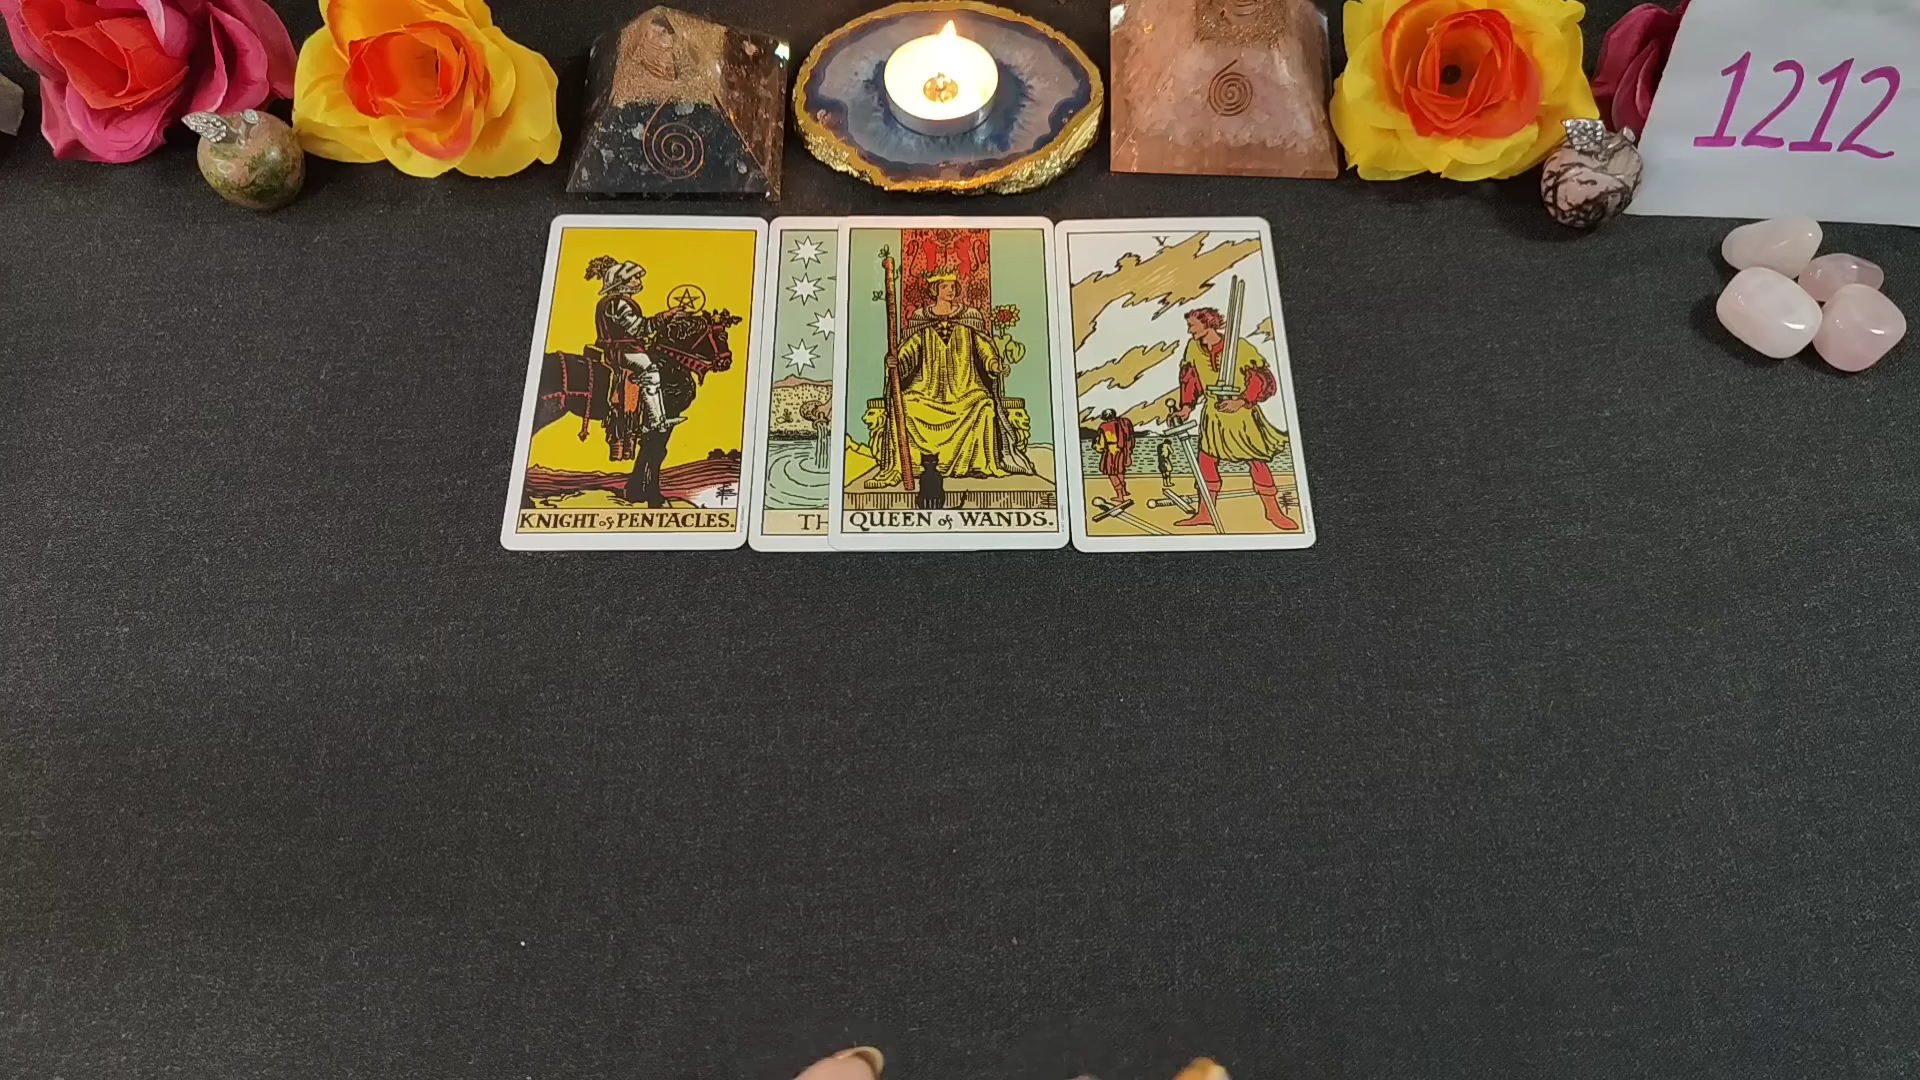 1212
V
KNIGHT of PENTACLES.
TH
QUEEN of WANDS.